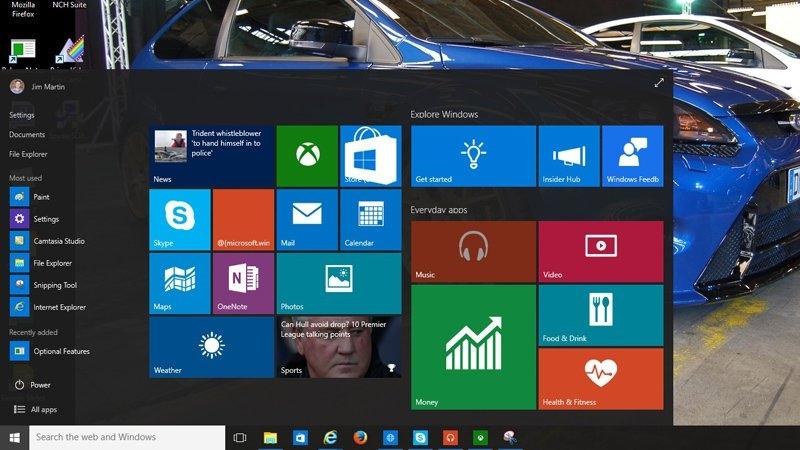 Mozilla
Firefox
NCH Suite
Jim Martin
Settings
Documents
File Explorer
Most used
Paint
Settings
Camtasia Studio
File Explorer
Snipping Tool
Internet Explorer
Recently added
Optional Features
Power
All apps
Trident whistleblower
'to hand himself in to
police'
News
Skype
@{microsoft.win
Mail
Calendar
Maps
OneNote
Photos
Weather
Can Hull avoid drop? 10 Premier
League talking points
Sports
Explore Windows
Get started
Insider Hub
Windows Feedb
Everyday apps
Music
Video
Money
Food & Drink
Health & Fitness
Search the web and Windows